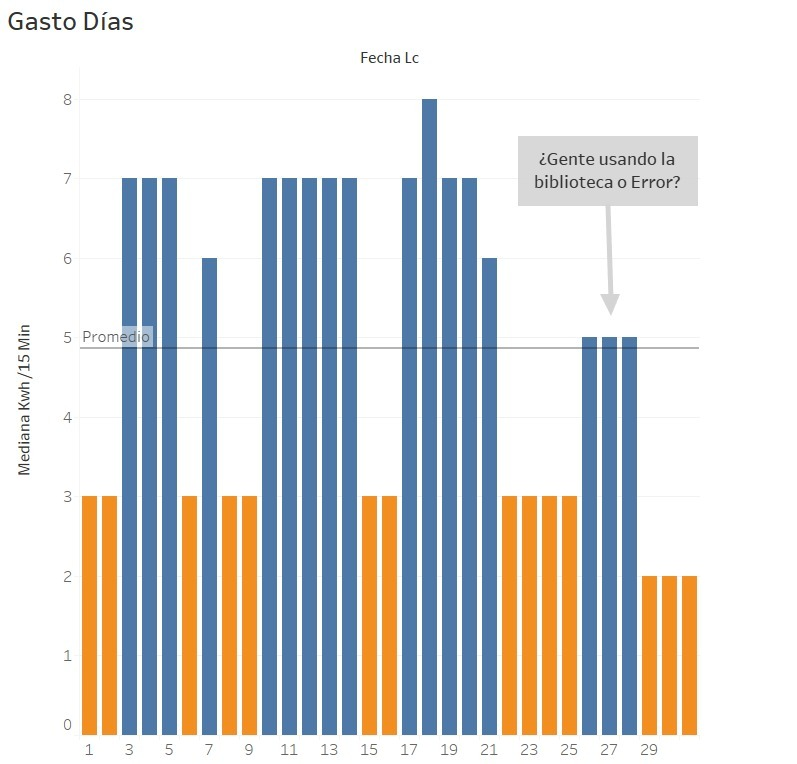 Gasto Días
Fecha Lc
8
7
6
5
4
3
2
1
0
Mediana Kwh /15 Min
Promedio
¿Gente usando la
biblioteca o Error?
1 3 5 7 9 11 13 15 17 19 21 23 25 27 29